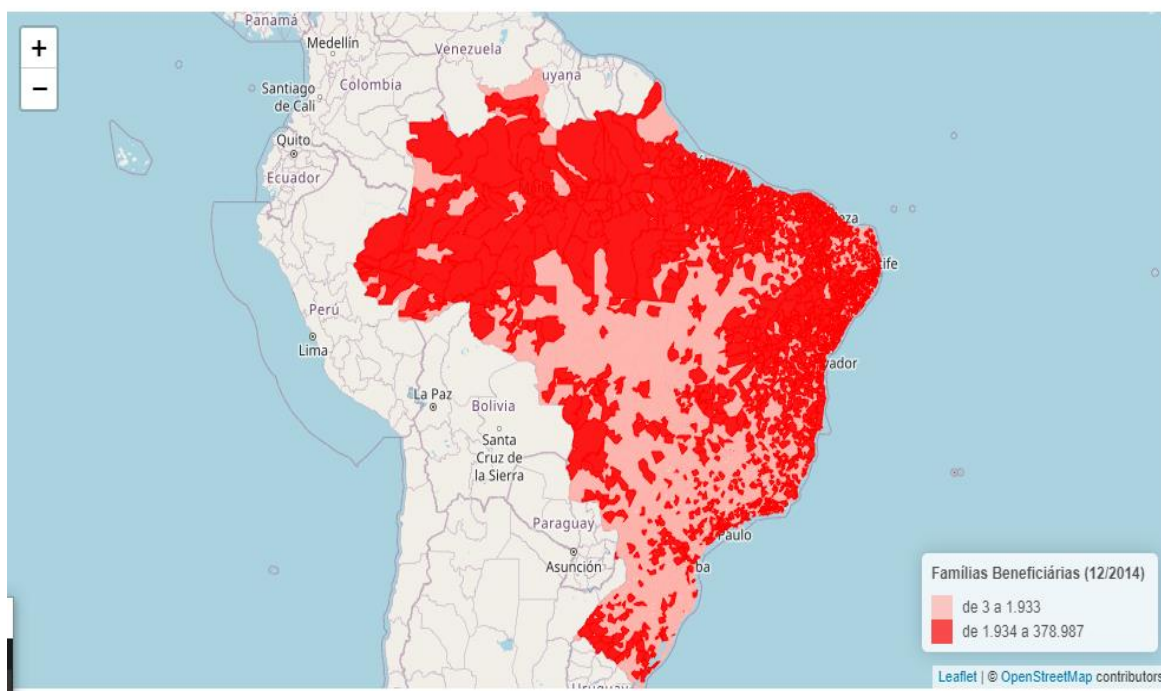 +
−
Panamá
Medellín
Venezuela
uyana
Santiago
de Cali
Colombia
Quito
Ecuador
eza
ife
Perú
Lima
vador
La Paz
Bolivia
Santa
Cruz de
la Sierra
Paraguay
Paulo
Asunción
ba
Uruguay
Famílias Beneficiárias (12/2014)
de 3 a 1.933
de 1.934 a 378.987
Leaflet | © OpenStreetMap contributors